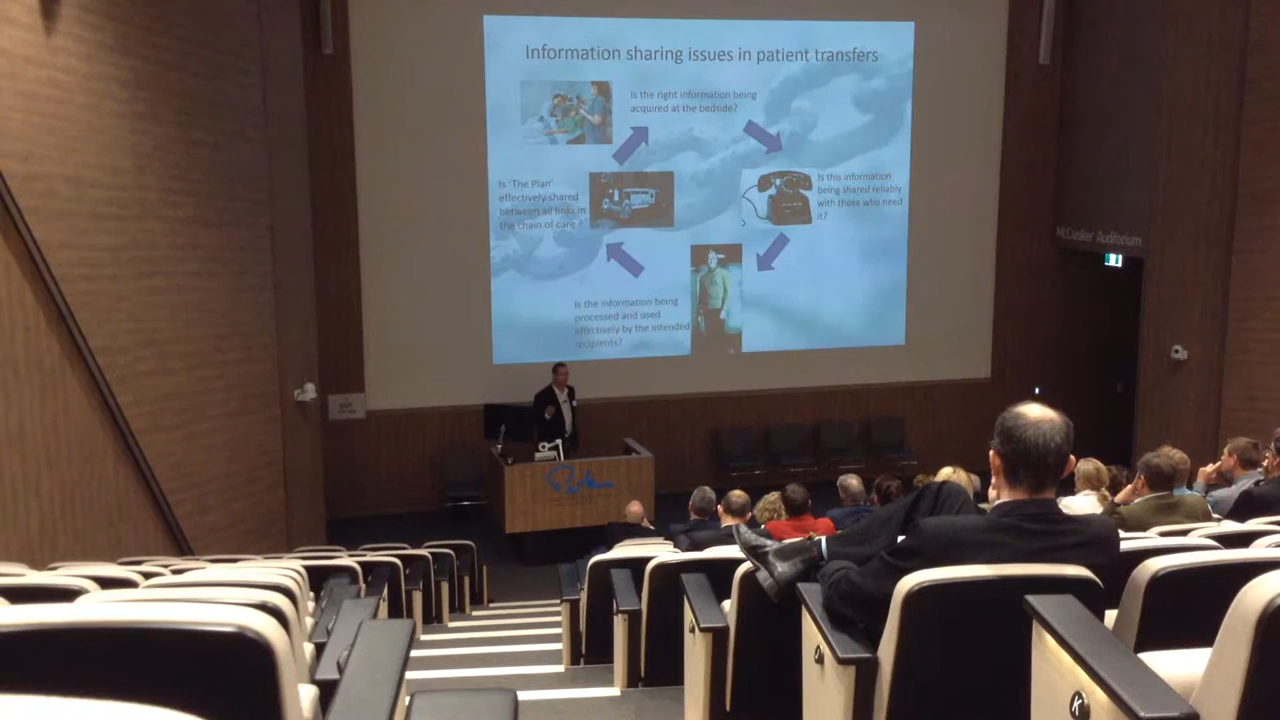 Information sharing issues in patient transfers
Is the right information being
acquired at the bedside?
Is 'The Plan'
effectively shared
between all links in
the chain of care ?
Is this information
being shared reliably
with those who need
it?
Is the information being
processed and used
effectively by the intended
recipients?
McCusker Auditorium
K